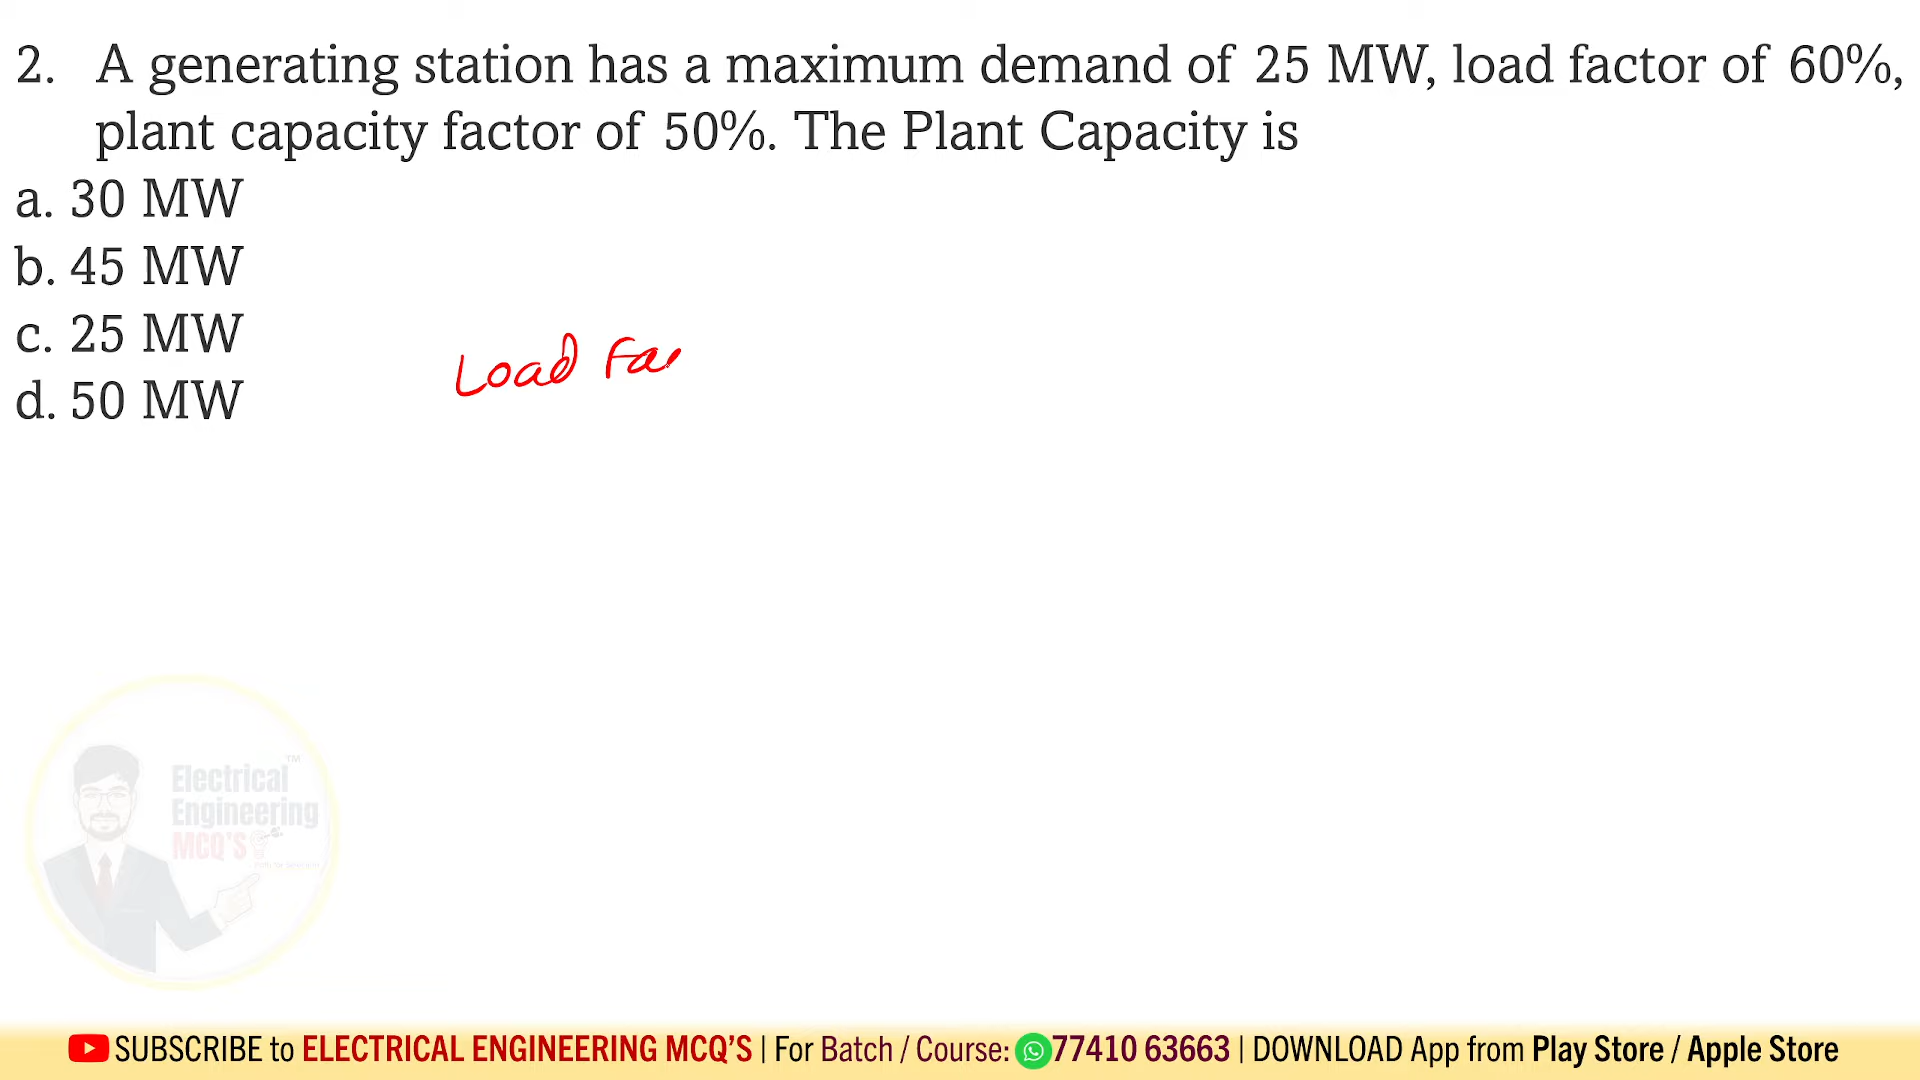 2. A generating station has a maximum demand of 25 MW, load factor of 60%,
plant capacity factor of 50%. The Plant Capacity is
a. 30 MW
b. 45 MW
c. 25 MW
d. 50 MW
Load Fac
Electrical™
Engineering
MCQ'S
SUBSCRIBE to ELECTRICAL ENGINEERING MCQ'S | For Batch / Course: 77410 63663 | DOWNLOAD App from Play Store / Apple Store